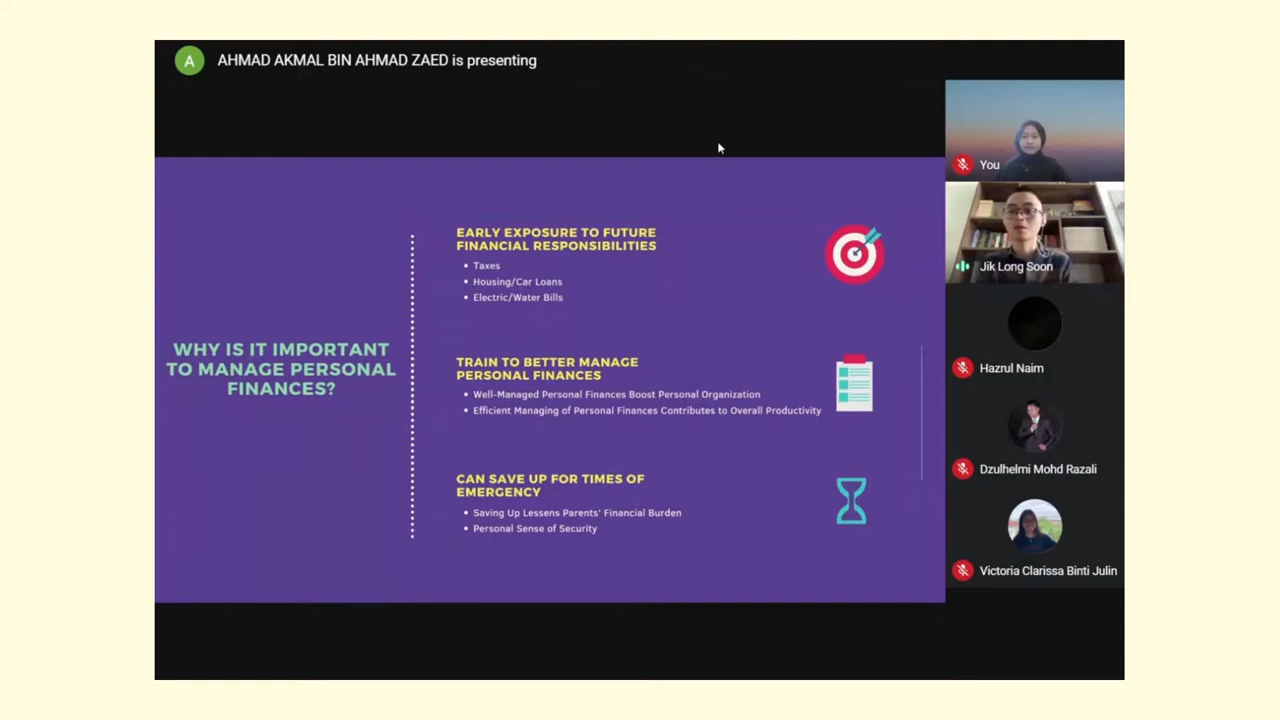 A
AHMAD AKMAL BIN AHMAD ZAED is presenting
WHY IS IT IMPORTANT
TO MANAGE PERSONAL
FINANCES?
EARLY EXPOSURE TO FUTURE
FINANCIAL RESPONSIBILITIES
• Taxes
• Housing/Car Loans
• Electric/Water Bills
TRAIN TO BETTER MANAGE
PERSONAL FINANCES
• Well-Managed Personal Finances Boost Personal Organization
• Efficient Managing of Personal Finances Contributes to Overall Productivity
CAN SAVE UP FOR TIMES OF
EMERGENCY
• Saving Up Lessens Parents' Financial Burden
• Personal Sense of Security
You
Jik Long Soon
Hazrul Naim
Dzulhelmi Mohd Razali
Victoria Clarissa Binti Julin